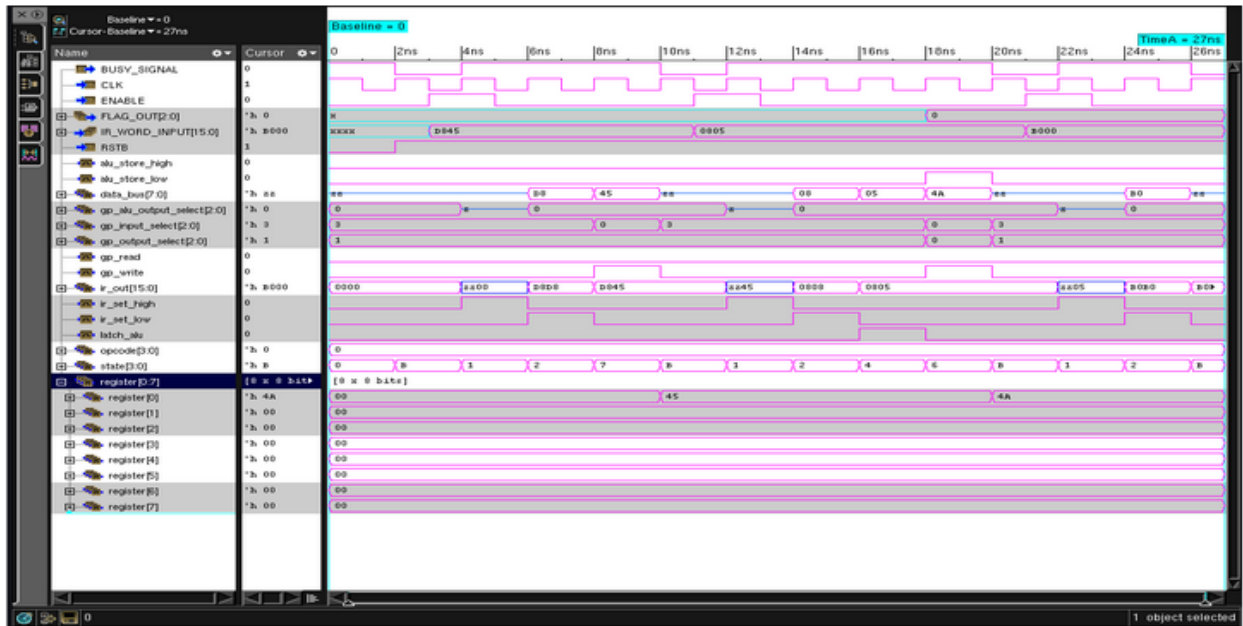 Baseline ▾ = 0
Cursor-Baseline ▾ = 27ns
Baseline = 0
TimeA = 27ns
Name Cursor 0 2ns 4ns 6ns 8ns 10ns 12ns 14ns 16ns 18ns 20ns 22ns 24ns 26ns
BUSY_SIGNAL 0
CLK 1
ENABLE 0
FLAG_OUT[2:0] 'h 0 x 0
IR_WORD_INPUT[15:0] 'h B000 xxxx D045 0805 B000
RSTB 1
alu_store_high 0
alu_store_low 0
data_bus[7:0] 'h zz zz D0 45 zz 08 05 4A zz B0 zz
gp_alu_output_select[2:0] 'h 0 0 z 0 z 0 z 0
gp_input_select[2:0] 'h 3 3 0 3 0 3
gp_output_select[2:0] 'h 1 1 0 1
gp_read 0
gp_write 0
ir_out[15:0] 'h B000 0000 zz00 D0D0 D045 zz45 0808 0805 zz05 B0B0 B0
ir_set_high 0
ir_set_low 0
latch_alu 0
opcode[3:0] 'h 0 0
state[3:0] 'h B 0 B 1 2 7 B 1 2 4 6 B 1 2 B
register[0:7] [8 x 8 bit [8 x 8 bits]
register[0] 'h 4A 00 45 4A
register[1] 'h 00 00
register[2] 'h 00 00
register[3] 'h 00 00
register[4] 'h 00 00
register[5] 'h 00 00
register[6] 'h 00 00
register[7] 'h 00 00
0 1 object selected